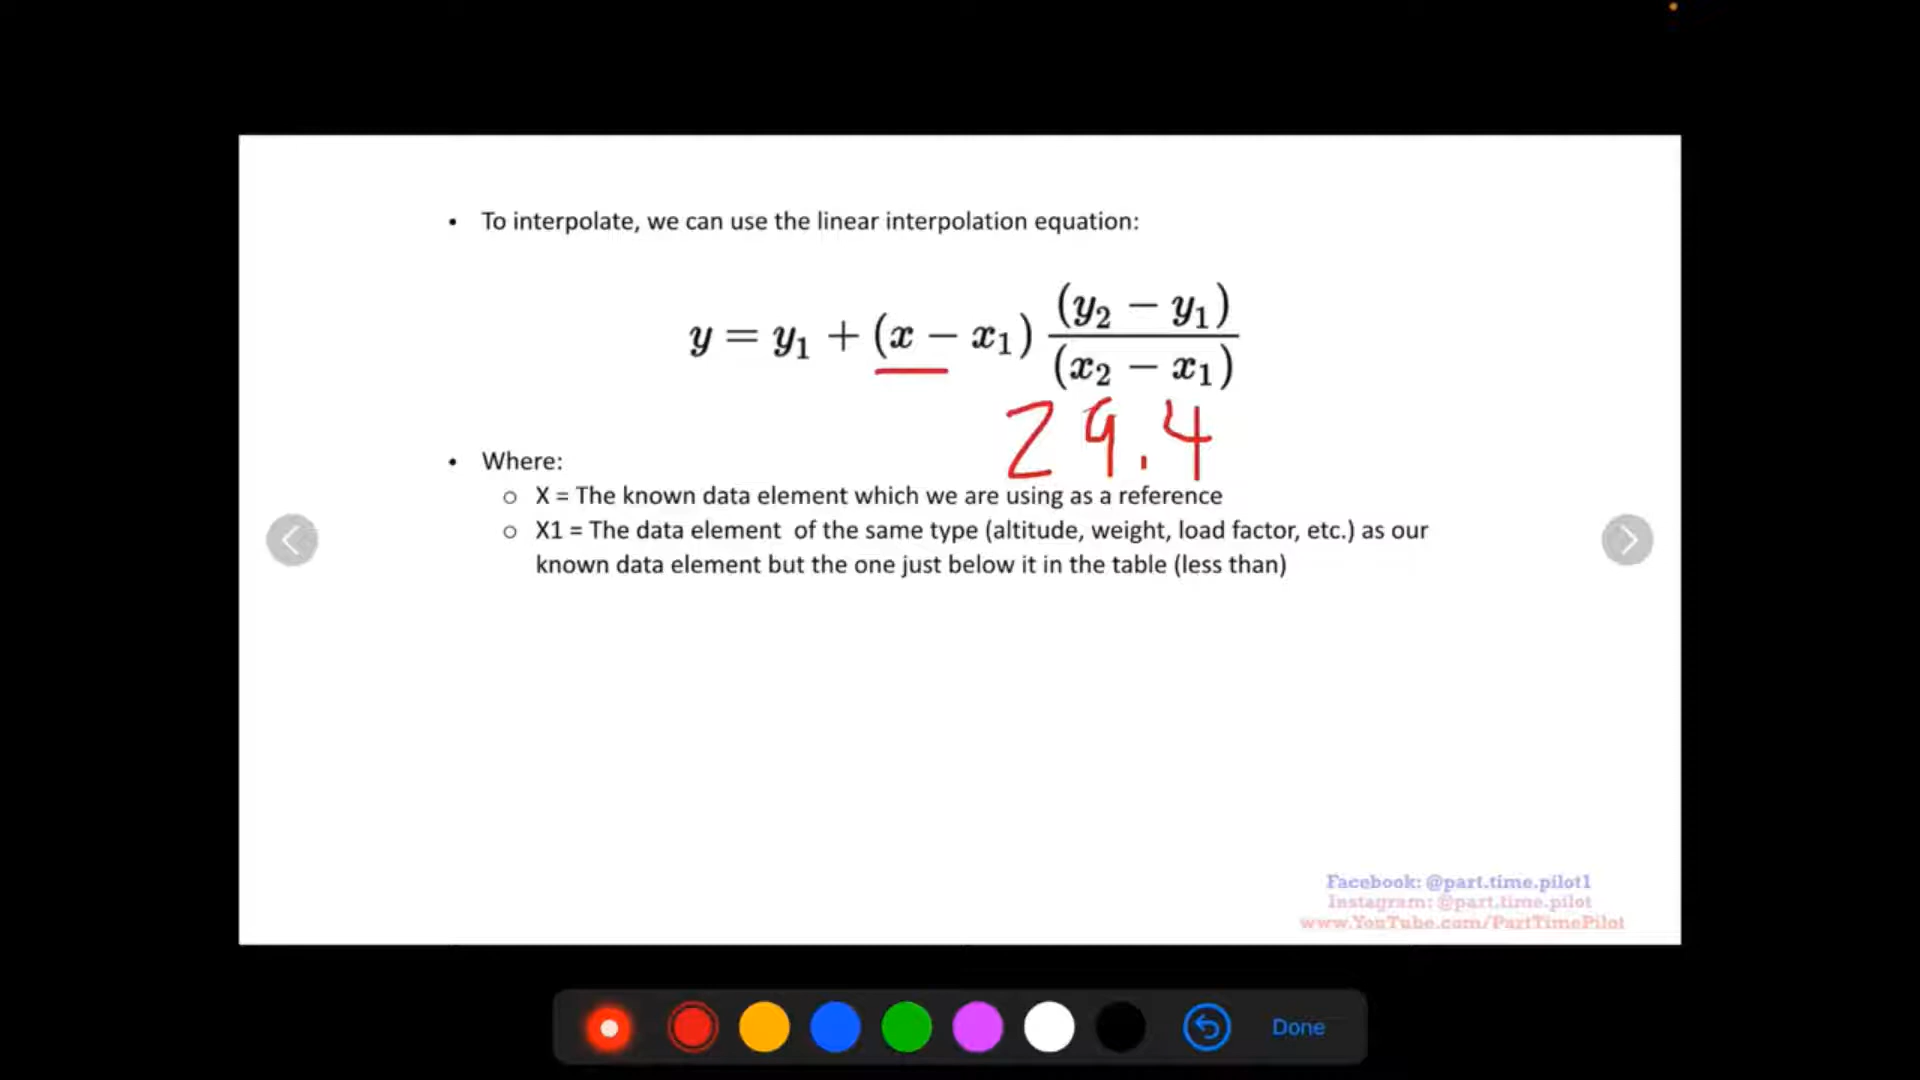 • To interpolate, we can use the linear interpolation equation:
y = y₁ + (x − x₁) (y₂ − y₁) / (x₂ − x₁)
29.4
• Where:
○ X = The known data element which we are using as a reference
○ X1 = The data element of the same type (altitude, weight, load factor, etc.) as our
known data element but the one just below it in the table (less than)
Facebook: @part.time.pilot1
Instagram: @part.time.pilot
www.YouTube.com/PartTimePilot
Done